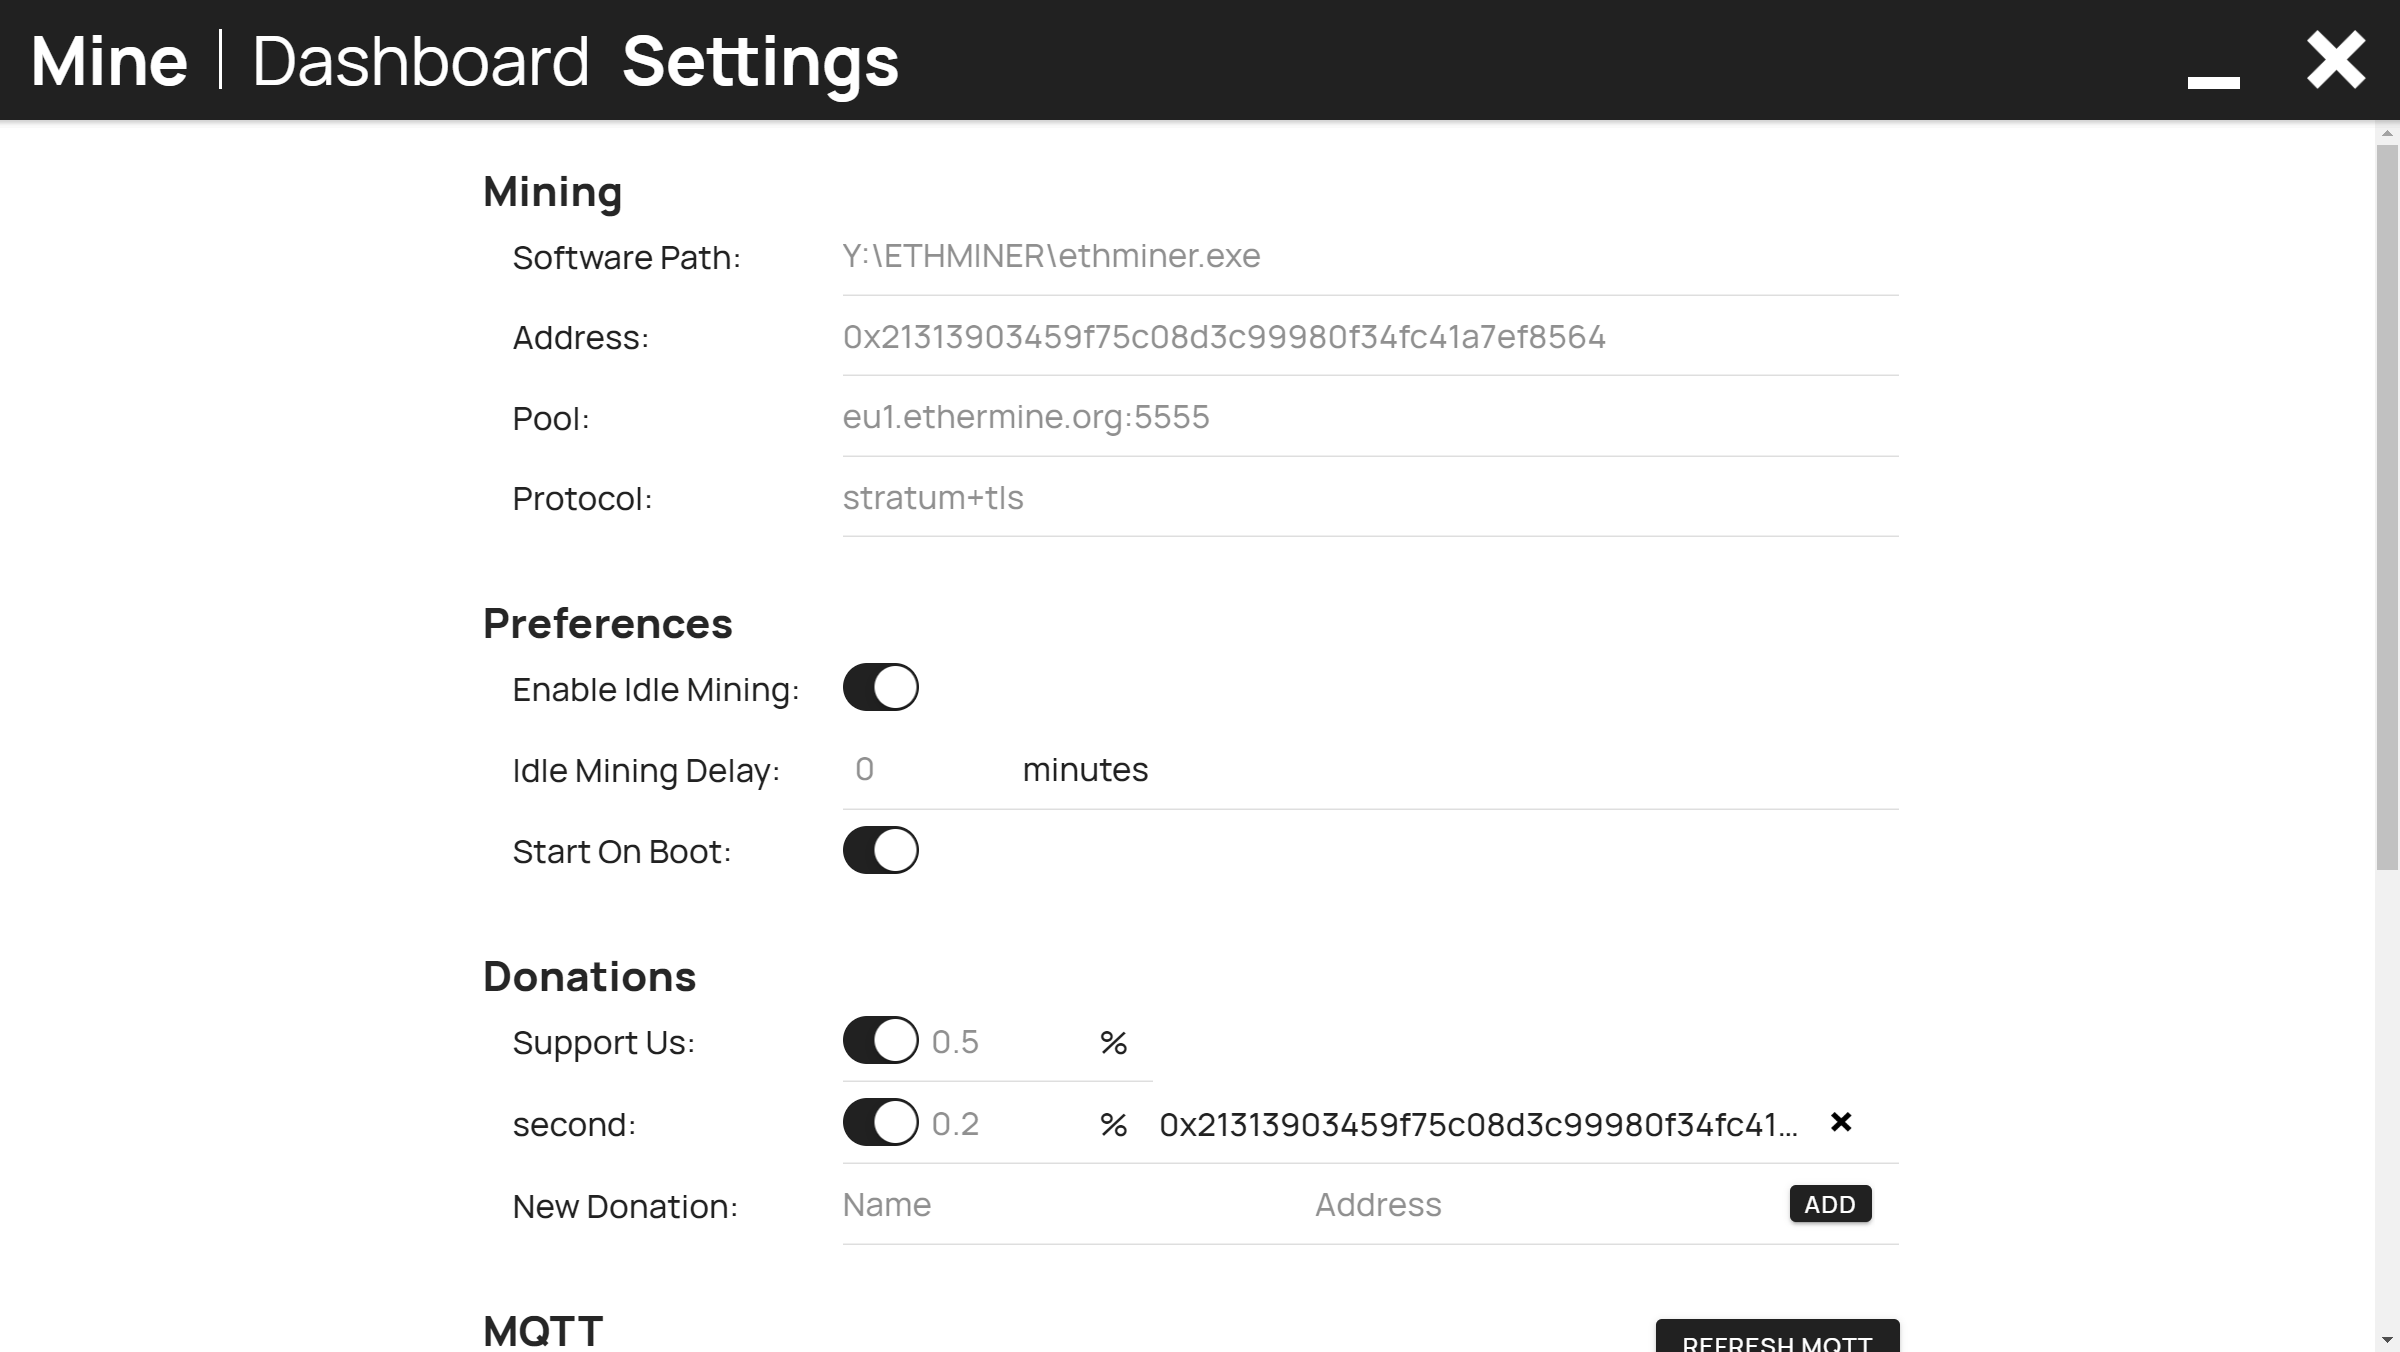 Mine | Dashboard Settings
Mining
Software Path: Y:\ETHMINER\ethminer.exe
Address: 0x21313903459f75c08d3c99980f34fc41a7ef8564
Pool: eu1.ethermine.org:5555
Protocol: stratum+tls
Preferences
Enable Idle Mining:
Idle Mining Delay: 0 minutes
Start On Boot:
Donations
Support Us: 0.5 %
second: 0.2 % 0x21313903459f75c08d3c99980f34fc41...
New Donation: Name Address ADD
MQTT REFRESH MQTT